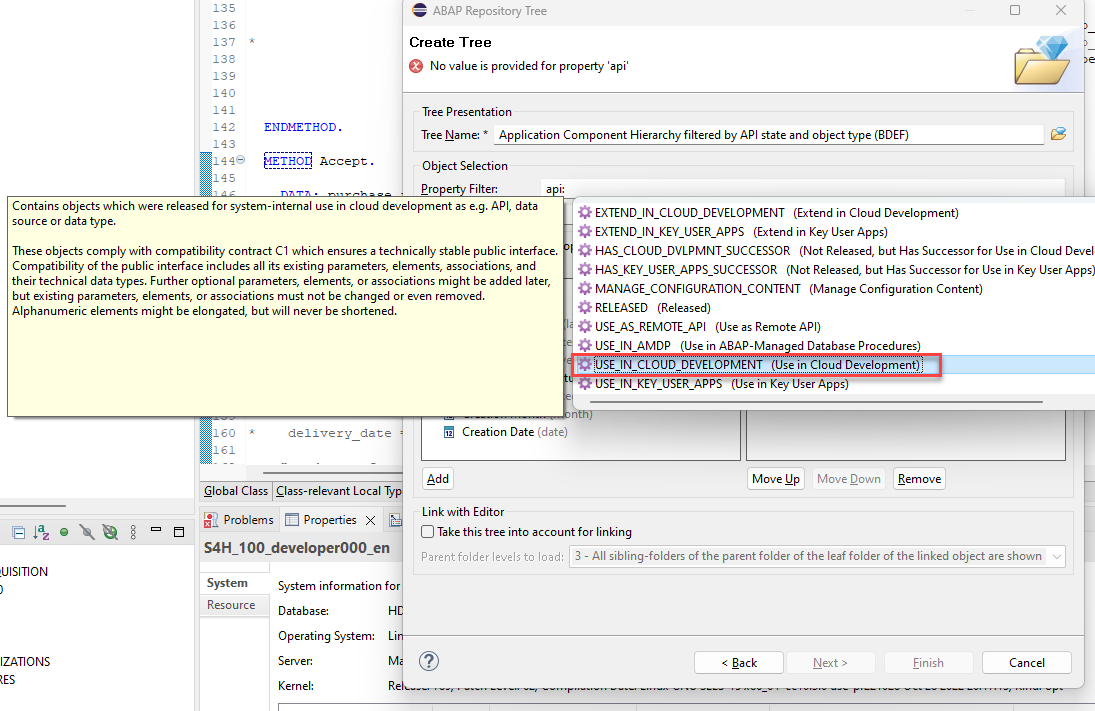 135
136
137 *
138
139
140
141
142 ENDMETHOD.
143
144 METHOD Accept.
145
146 DATA: purchase
160 * delivery_date =
161
Global Class Class-relevant Local Typ
ABAP Repository Tree
Create Tree
No value is provided for property 'api'
Tree Presentation
Tree Name: * Application Component Hierarchy filtered by API state and object type (BDEF)
Object Selection
Property Filter: api:
Contains objects which were released for system-internal use in cloud development as e.g. API, data
source or data type.
These objects comply with compatibility contract C1 which ensures a technically stable public interface.
Compatibility of the public interface includes all its existing parameters, elements, associations, and
their technical data types. Further optional parameters, elements, or associations might be added later,
but existing parameters, elements, or associations must not be changed or even removed.
Alphanumeric elements might be elongated, but will never be shortened.
EXTEND_IN_CLOUD_DEVELOPMENT (Extend in Cloud Development)
EXTEND_IN_KEY_USER_APPS (Extend in Key User Apps)
HAS_CLOUD_DVLPMNT_SUCCESSOR (Not Released, but Has Successor for Use in Cloud Devel
HAS_KEY_USER_APPS_SUCCESSOR (Not Released, but Has Successor for Use in Key User Apps)
MANAGE_CONFIGURATION_CONTENT (Manage Configuration Content)
RELEASED (Released)
USE_AS_REMOTE_API (Use as Remote API)
USE_IN_AMDP (Use in ABAP-Managed Database Procedures)
USE_IN_CLOUD_DEVELOPMENT (Use in Cloud Development)
USE_IN_KEY_USER_APPS (Use in Key User Apps)
Creation Month (month)
Creation Date (date)
Add Move Up Move Down Remove
Link with Editor
Take this tree into account for linking
Parent folder levels to load: 3 - All sibling-folders of the parent folder of the leaf folder of the linked object are shown
< Back Next > Finish Cancel
Problems Properties
S4H_100_developer000_en
System
Resource
System information for
Database: HD
Operating System: Lin
Server: Ma
Kernel:
QUISITION
IZATIONS
RES